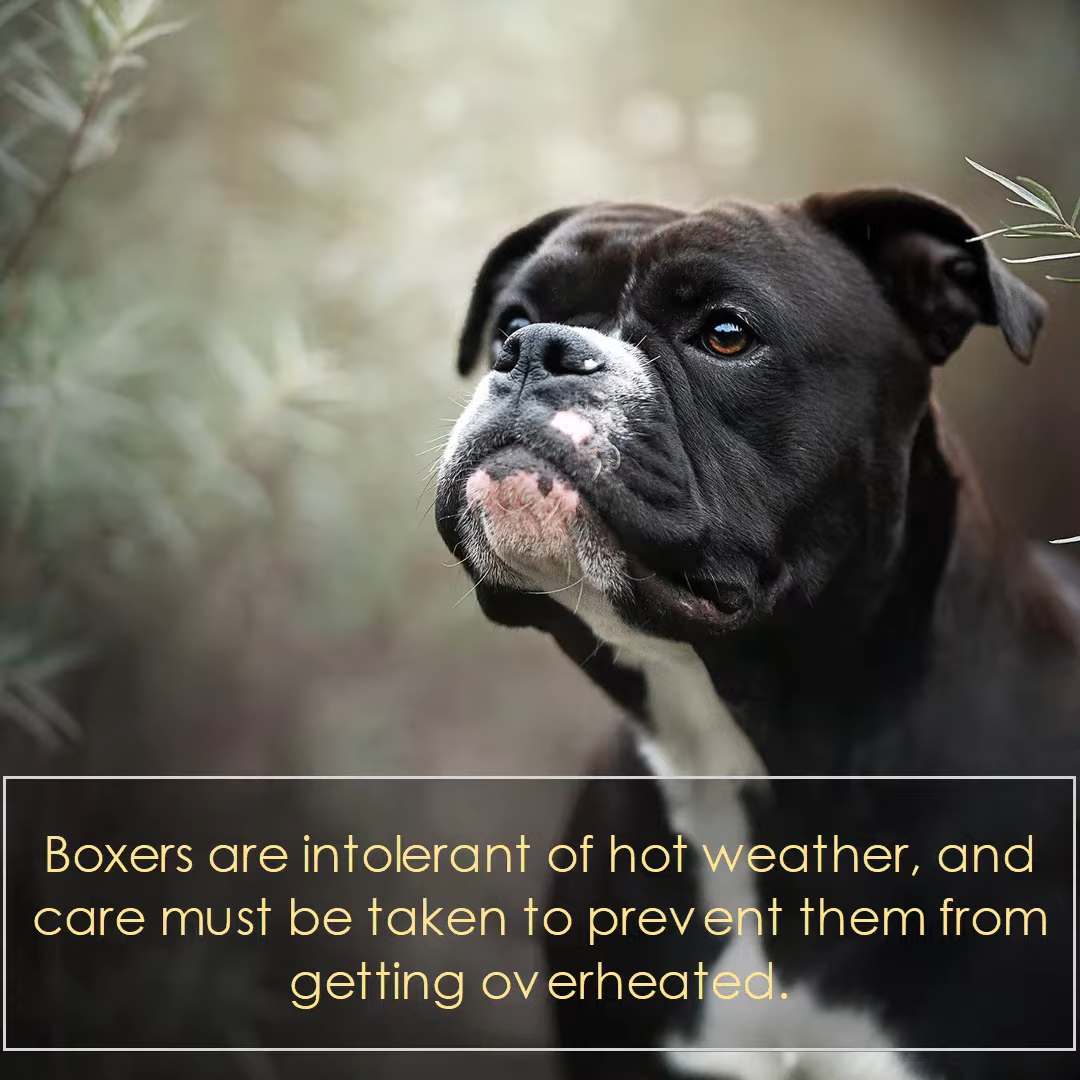 Boxers are intolerant of hot weather, and
care must be taken to prevent them from
getting overheated.